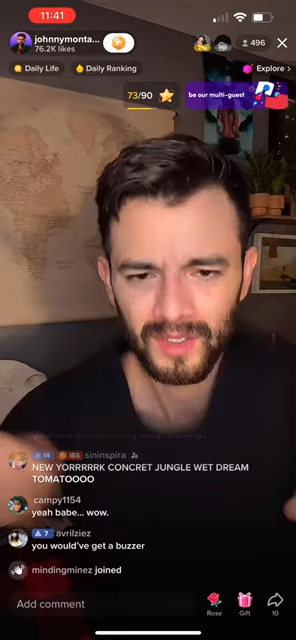 11:41
johnnymonta...
76.2K likes
496
Daily Life
Daily Ranking
Explore >
73/90
be our multi-guest
14 IBS sininspira
NEW YORRRRRK CONCRET JUNGLE WET DREAM
TOMATOOOO
campy1154
yeah babe... wow.
7 avrilziez
you would've get a buzzer
mindingminez joined
Add comment
Rose
Gift
10